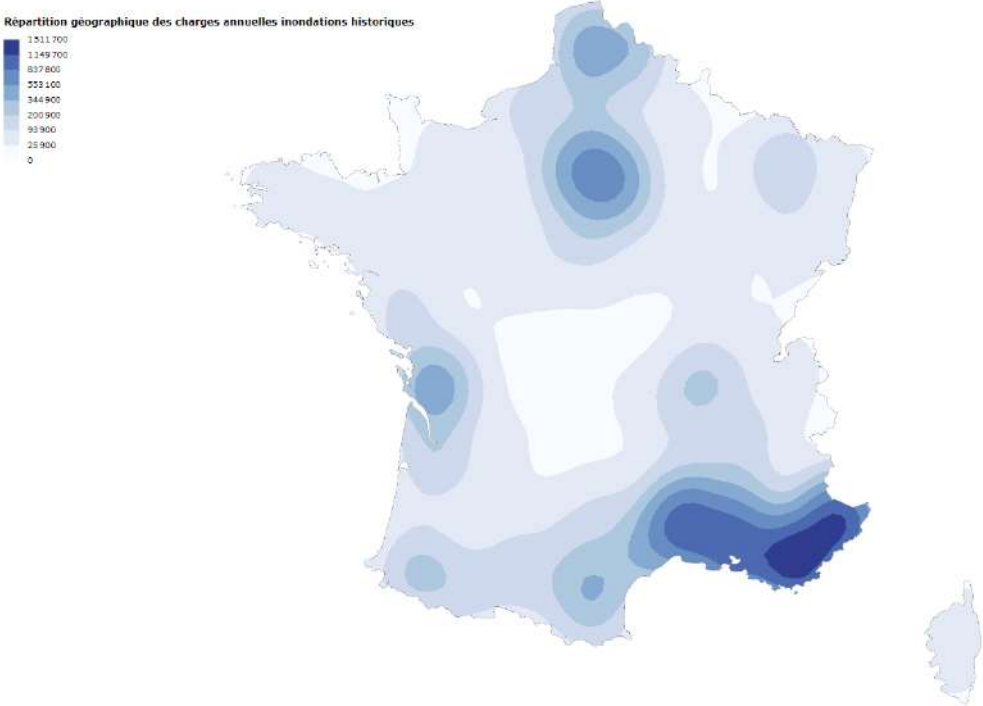 Répartition géographique des charges annuelles inondations historiques
1 511 700
1 149 700
837 800
553 100
344 900
200 900
93 900
25 900
0